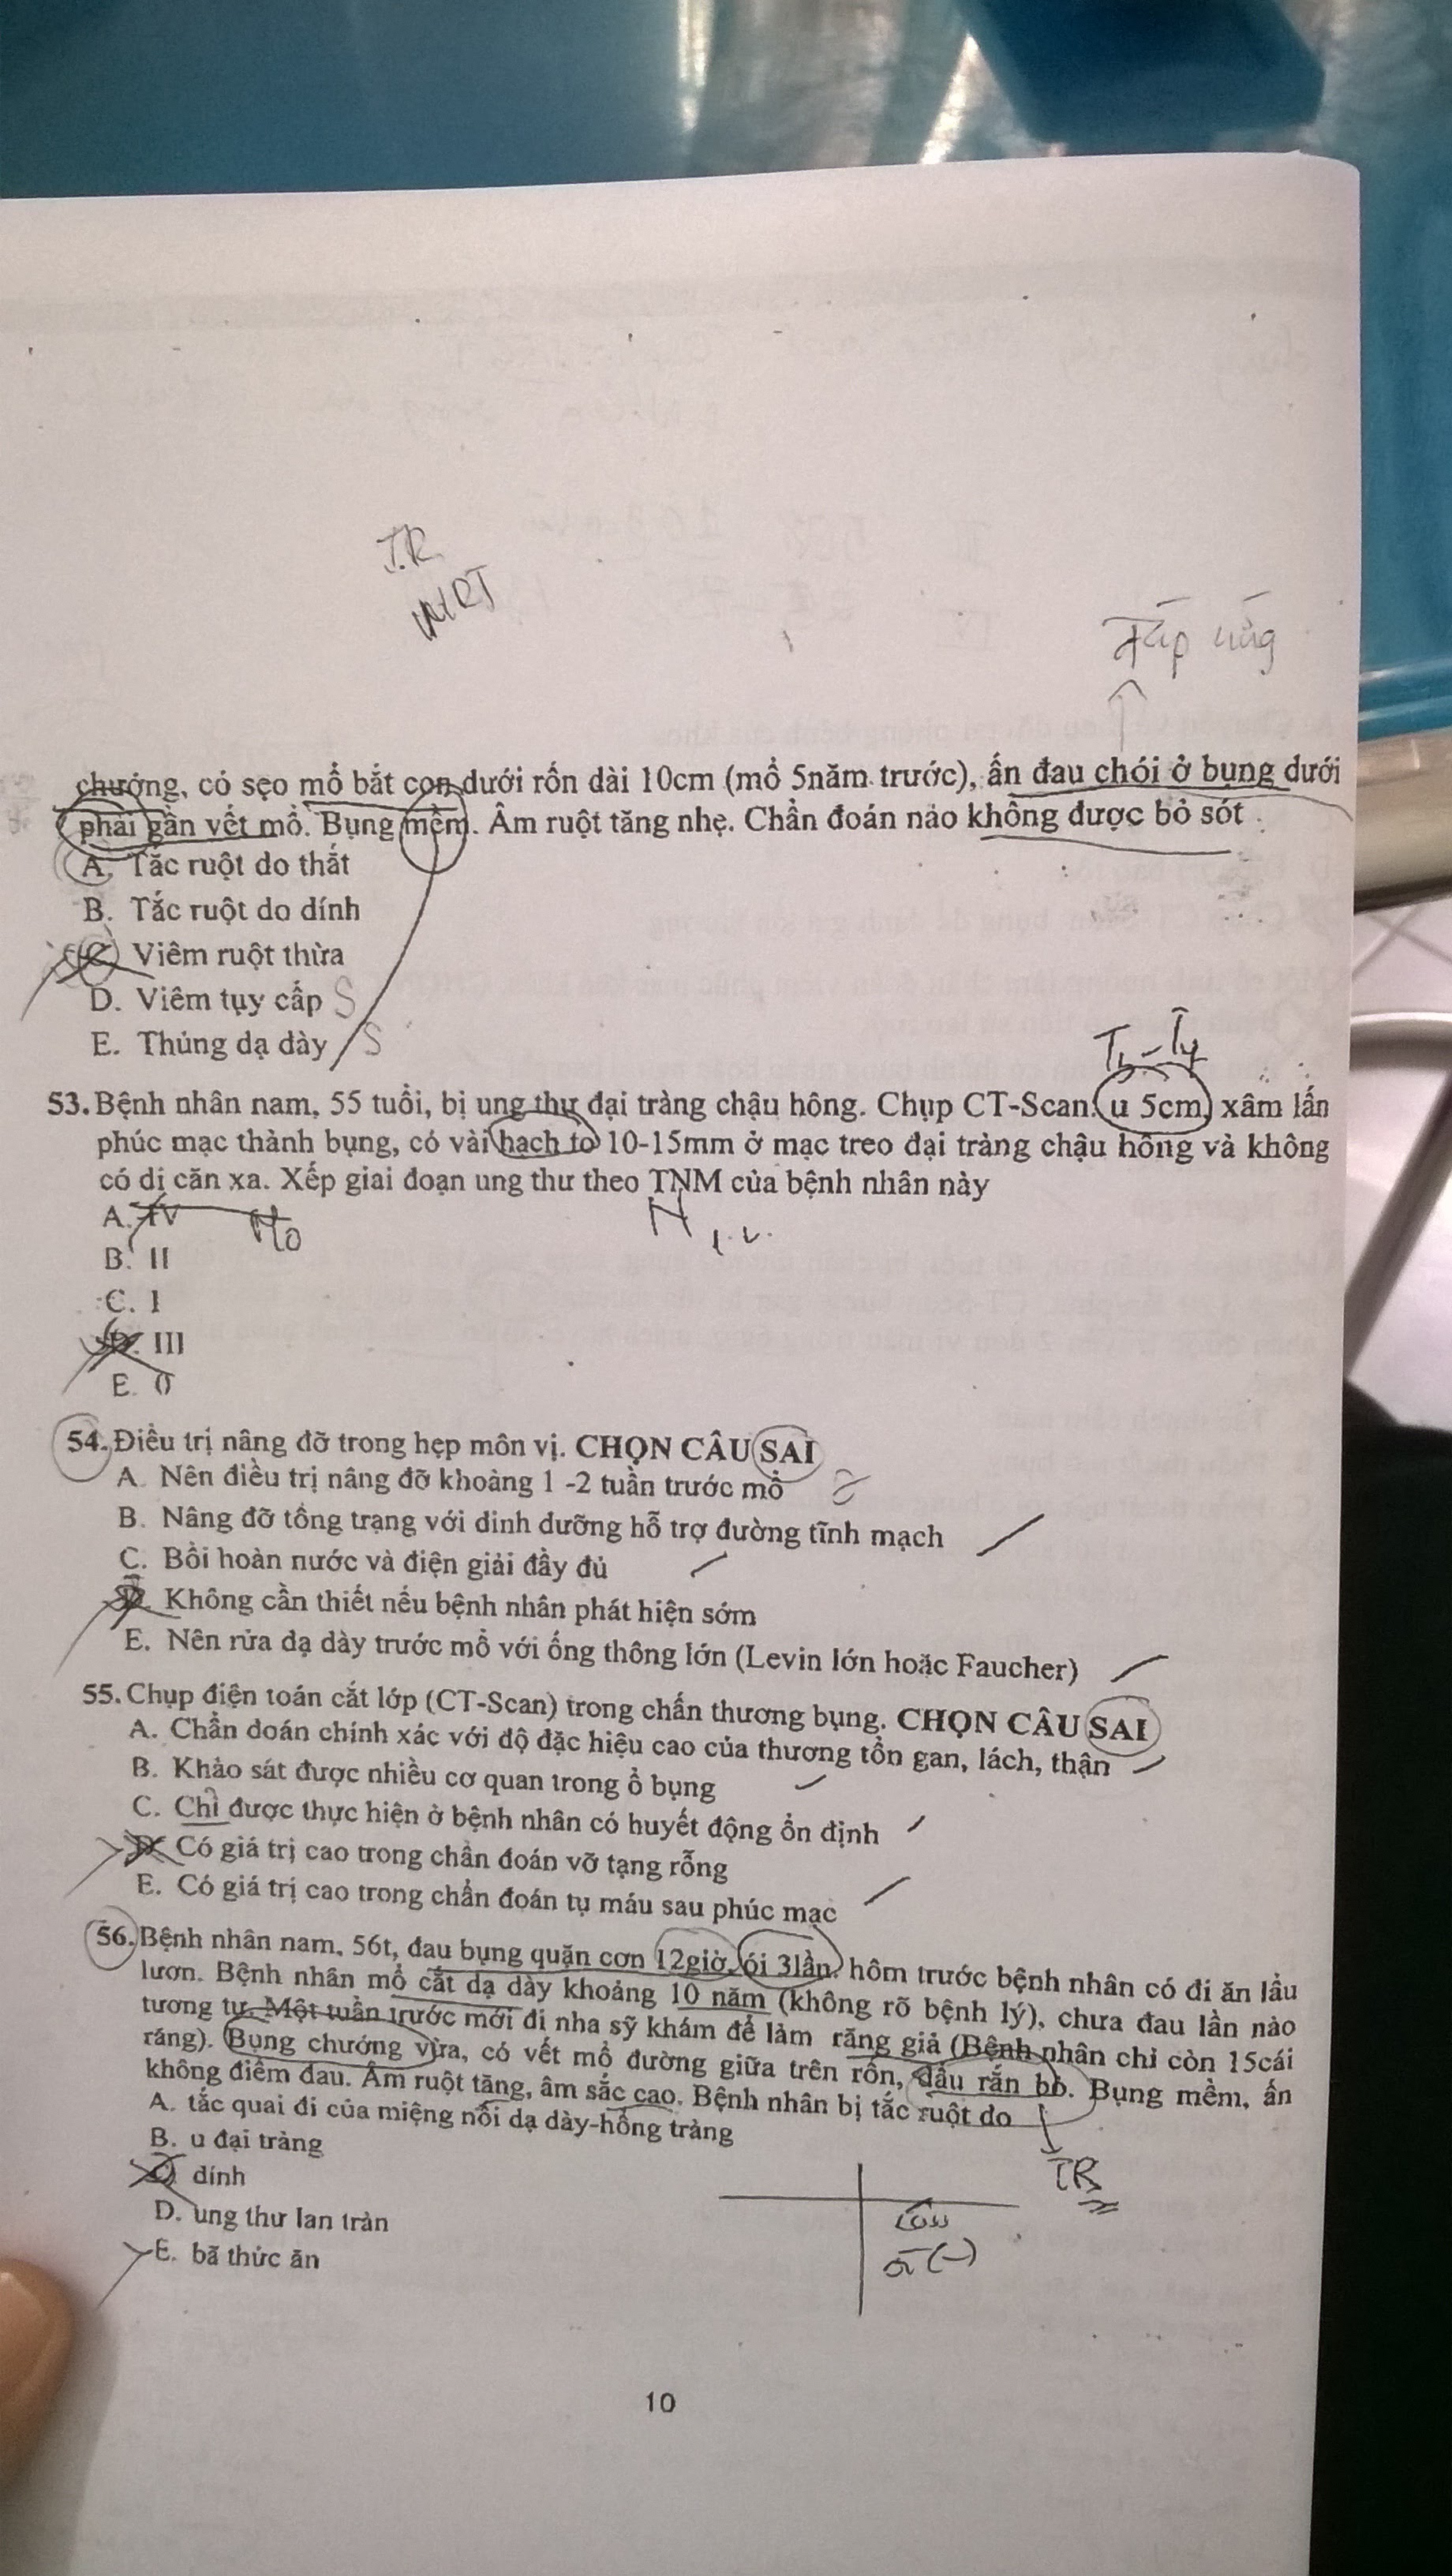 T.R
Đáp ứng
chướng, có sẹo mổ bắt con dưới rốn dài 10cm (mổ 5năm trước), ấn đau chói ở bụng dưới
phải gần vết mổ. Bụng mềm. Âm ruột tăng nhẹ. Chẩn đoán nào không được bỏ sót
A. Tắc ruột do thắt
B. Tắc ruột do dính
C. Viêm ruột thừa
D. Viêm tụy cấp S
E. Thủng dạ dày S
53. Bệnh nhân nam, 55 tuổi, bị ung thư đại tràng chậu hông. Chụp CT-Scan: u 5cm, xâm lấn
phúc mạc thành bụng, có vài hạch to 10-15mm ở mạc treo đại tràng chậu hông và không
có di căn xa. Xếp giai đoạn ung thư theo TNM của bệnh nhân này
A. IV
B. II
C. I
D. III
E. 0
54. Điều trị nâng đỡ trong hẹp môn vị. CHỌN CÂU SAI
A. Nên điều trị nâng đỡ khoảng 1 -2 tuần trước mổ
B. Nâng đỡ tổng trạng với dinh dưỡng hỗ trợ đường tĩnh mạch
C. Bồi hoàn nước và điện giải đầy đủ
D. Không cần thiết nếu bệnh nhân phát hiện sớm
E. Nên rửa dạ dày trước mổ với ống thông lớn (Levin lớn hoặc Faucher)
55. Chụp điện toán cắt lớp (CT-Scan) trong chấn thương bụng. CHỌN CÂU SAI
A. Chẩn đoán chính xác với độ đặc hiệu cao của thương tổn gan, lách, thận
B. Khảo sát được nhiều cơ quan trong ổ bụng
C. Chỉ được thực hiện ở bệnh nhân có huyết động ổn định
D. Có giá trị cao trong chẩn đoán vỡ tạng rỗng
E. Có giá trị cao trong chẩn đoán tụ máu sau phúc mạc
56. Bệnh nhân nam, 56t, đau bụng quặn cơn 12giờ, ói 3lần. hôm trước bệnh nhân có đi ăn lẩu
lươn. Bệnh nhân mổ cắt dạ dày khoảng 10 năm (không rõ bệnh lý), chưa đau lần nào
tương tự. Một tuần trước mới đi nha sỹ khám để làm răng giả (Bệnh nhân chỉ còn 15cái
răng). Bụng chướng vừa, có vết mổ đường giữa trên rốn, dấu rắn bò. Bụng mềm, ấn
không điểm đau. Âm ruột tăng, âm sắc cao. Bệnh nhân bị tắc ruột do
A. tắc quai đi của miệng nối dạ dày-hỗng tràng
B. u đại tràng
C. dính
D. ung thư lan tràn
E. bã thức ăn
TR
10